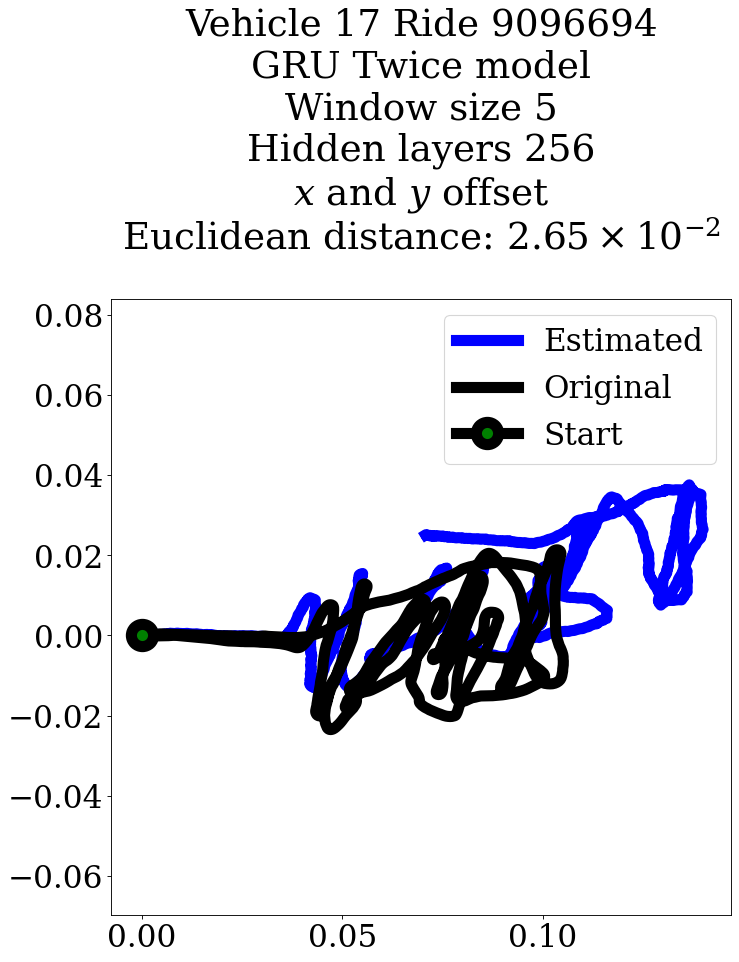 Vehicle 17 Ride 9096694
GRU Twice model
Window size 5
Hidden layers 256
x and y offset
Euclidean distance: 2.65 × 10⁻²
Estimated
Original
Start
0.08
0.06
0.04
0.02
0.00
−0.02
−0.04
−0.06
0.00 0.05 0.10